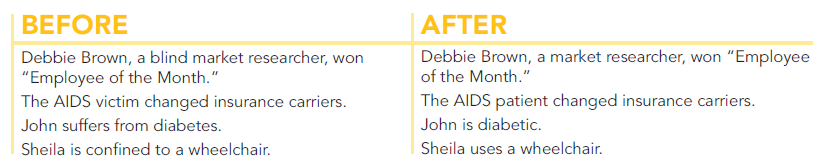 BEFORE
Debbie Brown, a blind market researcher, won
“Employee of the Month.”
The AIDS victim changed insurance carriers.
John suffers from diabetes.
Sheila is confined to a wheelchair.
AFTER
Debbie Brown, a market researcher, won “Employee
of the Month.”
The AIDS patient changed insurance carriers.
John is diabetic.
Sheila uses a wheelchair.